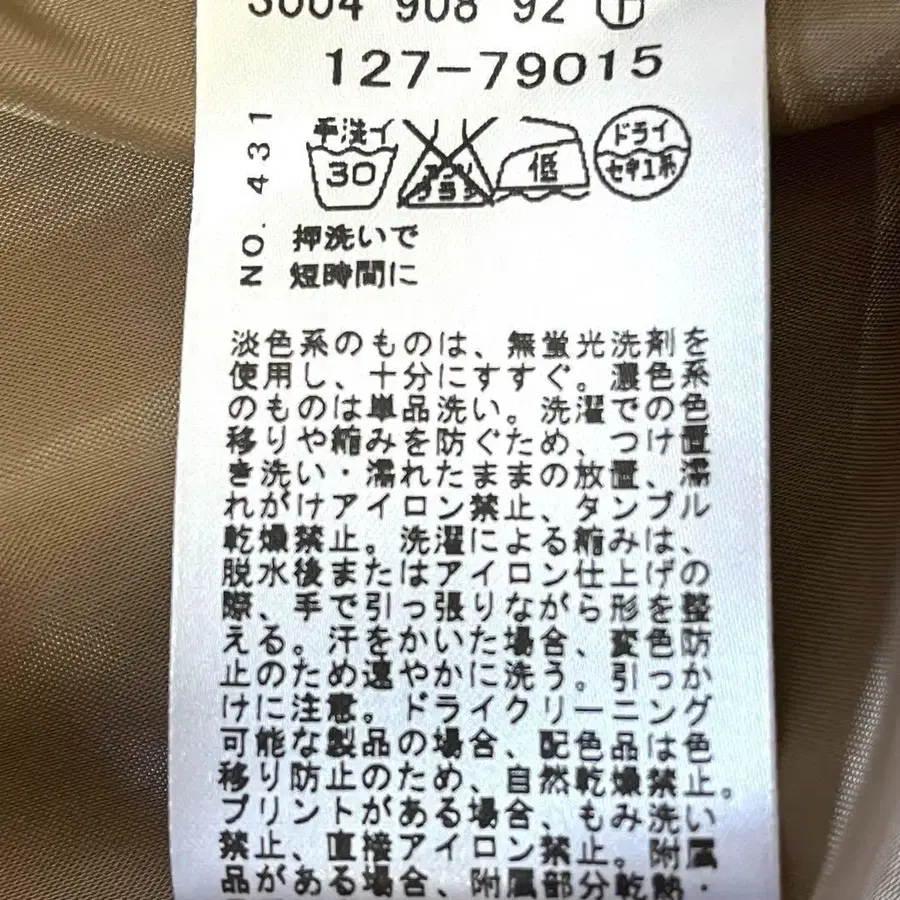 3004 908 92
127-79015
NO. 431
手洗イ
30
エンソ
サラシ
低
ドライ
セキユ系
押洗いで
短時間に
淡色系のものは、無蛍光洗剤を
使用し、十分にすすぐ。濃色系
のものは単品洗い。洗濯での色
移りや縮みを防ぐため、つけ置
き洗い・濡れたままの放置、濡
れがけアイロン禁止、タンブル
乾燥禁止。洗濯による縮みは、
脱水後またはアイロン仕上げの
際、手で引っ張りながら形を整
える。汗をかいた場合、変色防
止のため速やかに洗う。引っか
けに注意。ドライクリーニング
可能な製品の場合、配色品は色
移り防止のため、自然乾燥禁止。
プリントがある場合、もみ洗い
禁止、直接アイロン禁止。附属
品がある場合、附属部分乾熱・